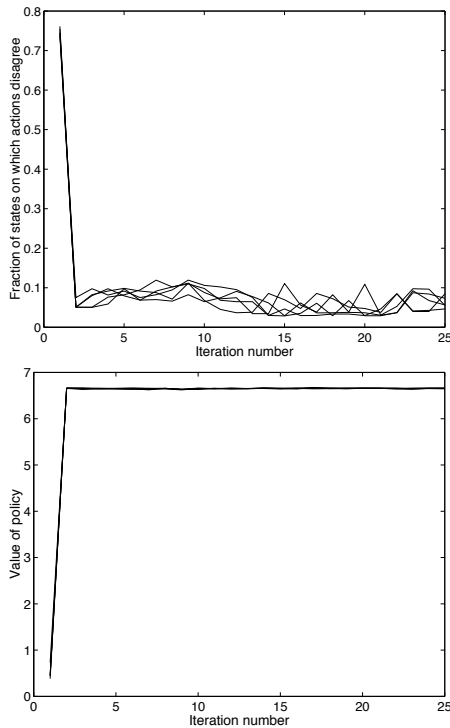 0.8
0.7
0.6
0.5
0.4
0.3
0.2
0.1
0
Fraction of states on which actions disagree
0 5 10 15 20 25
Iteration number
7
6
5
4
3
2
1
0
Value of policy
0 5 10 15 20 25
Iteration number